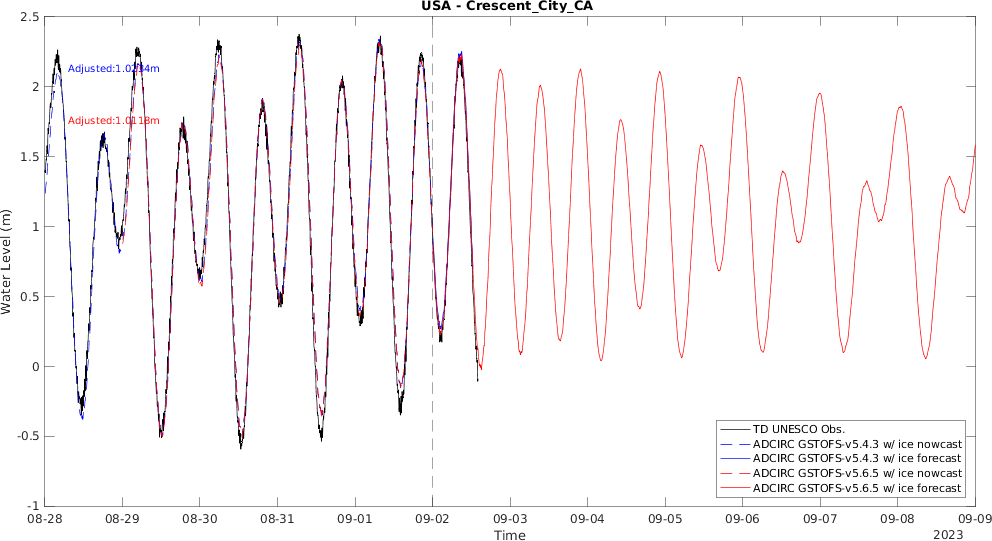 USA - Crescent_City_CA
2.5
2
1.5
1
0.5
0
-0.5
-1
Water Level (m)
Adjusted:1.0284m
Adjusted:1.0118m
TD UNESCO Obs.
ADCIRC GSTOFS-v5.4.3 w/ ice nowcast
ADCIRC GSTOFS-v5.4.3 w/ ice forecast
ADCIRC GSTOFS-v5.6.5 w/ ice nowcast
ADCIRC GSTOFS-v5.6.5 w/ ice forecast
08-28 08-29 08-30 08-31 09-01 09-02 09-03 09-04 09-05 09-06 09-07 09-08 09-09
Time
2023